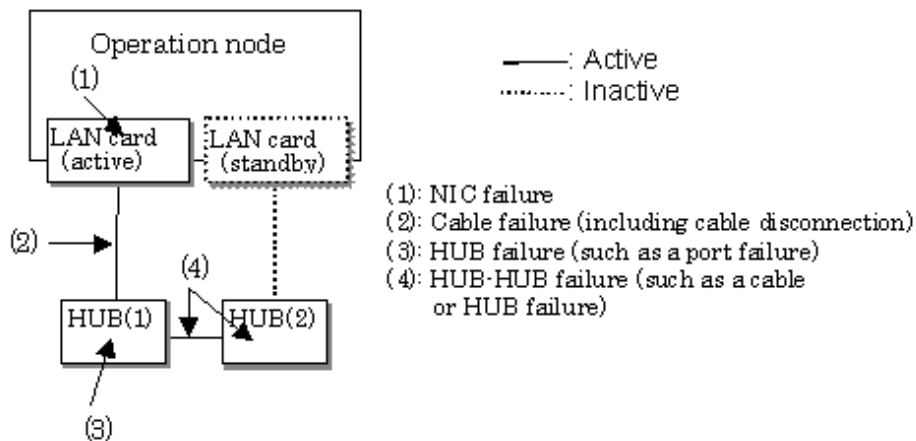 Operation node
(1)
LAN card
(active)
LAN card
(standby)
(2)
(4)
HUB(1)
HUB(2)
(3)
: Active
: Inactive
(1): NIC failure
(2): Cable failure (including cable disconnection)
(3): HUB failure (such as a port failure)
(4): HUB-HUB failure (such as a cable
or HUB failure)